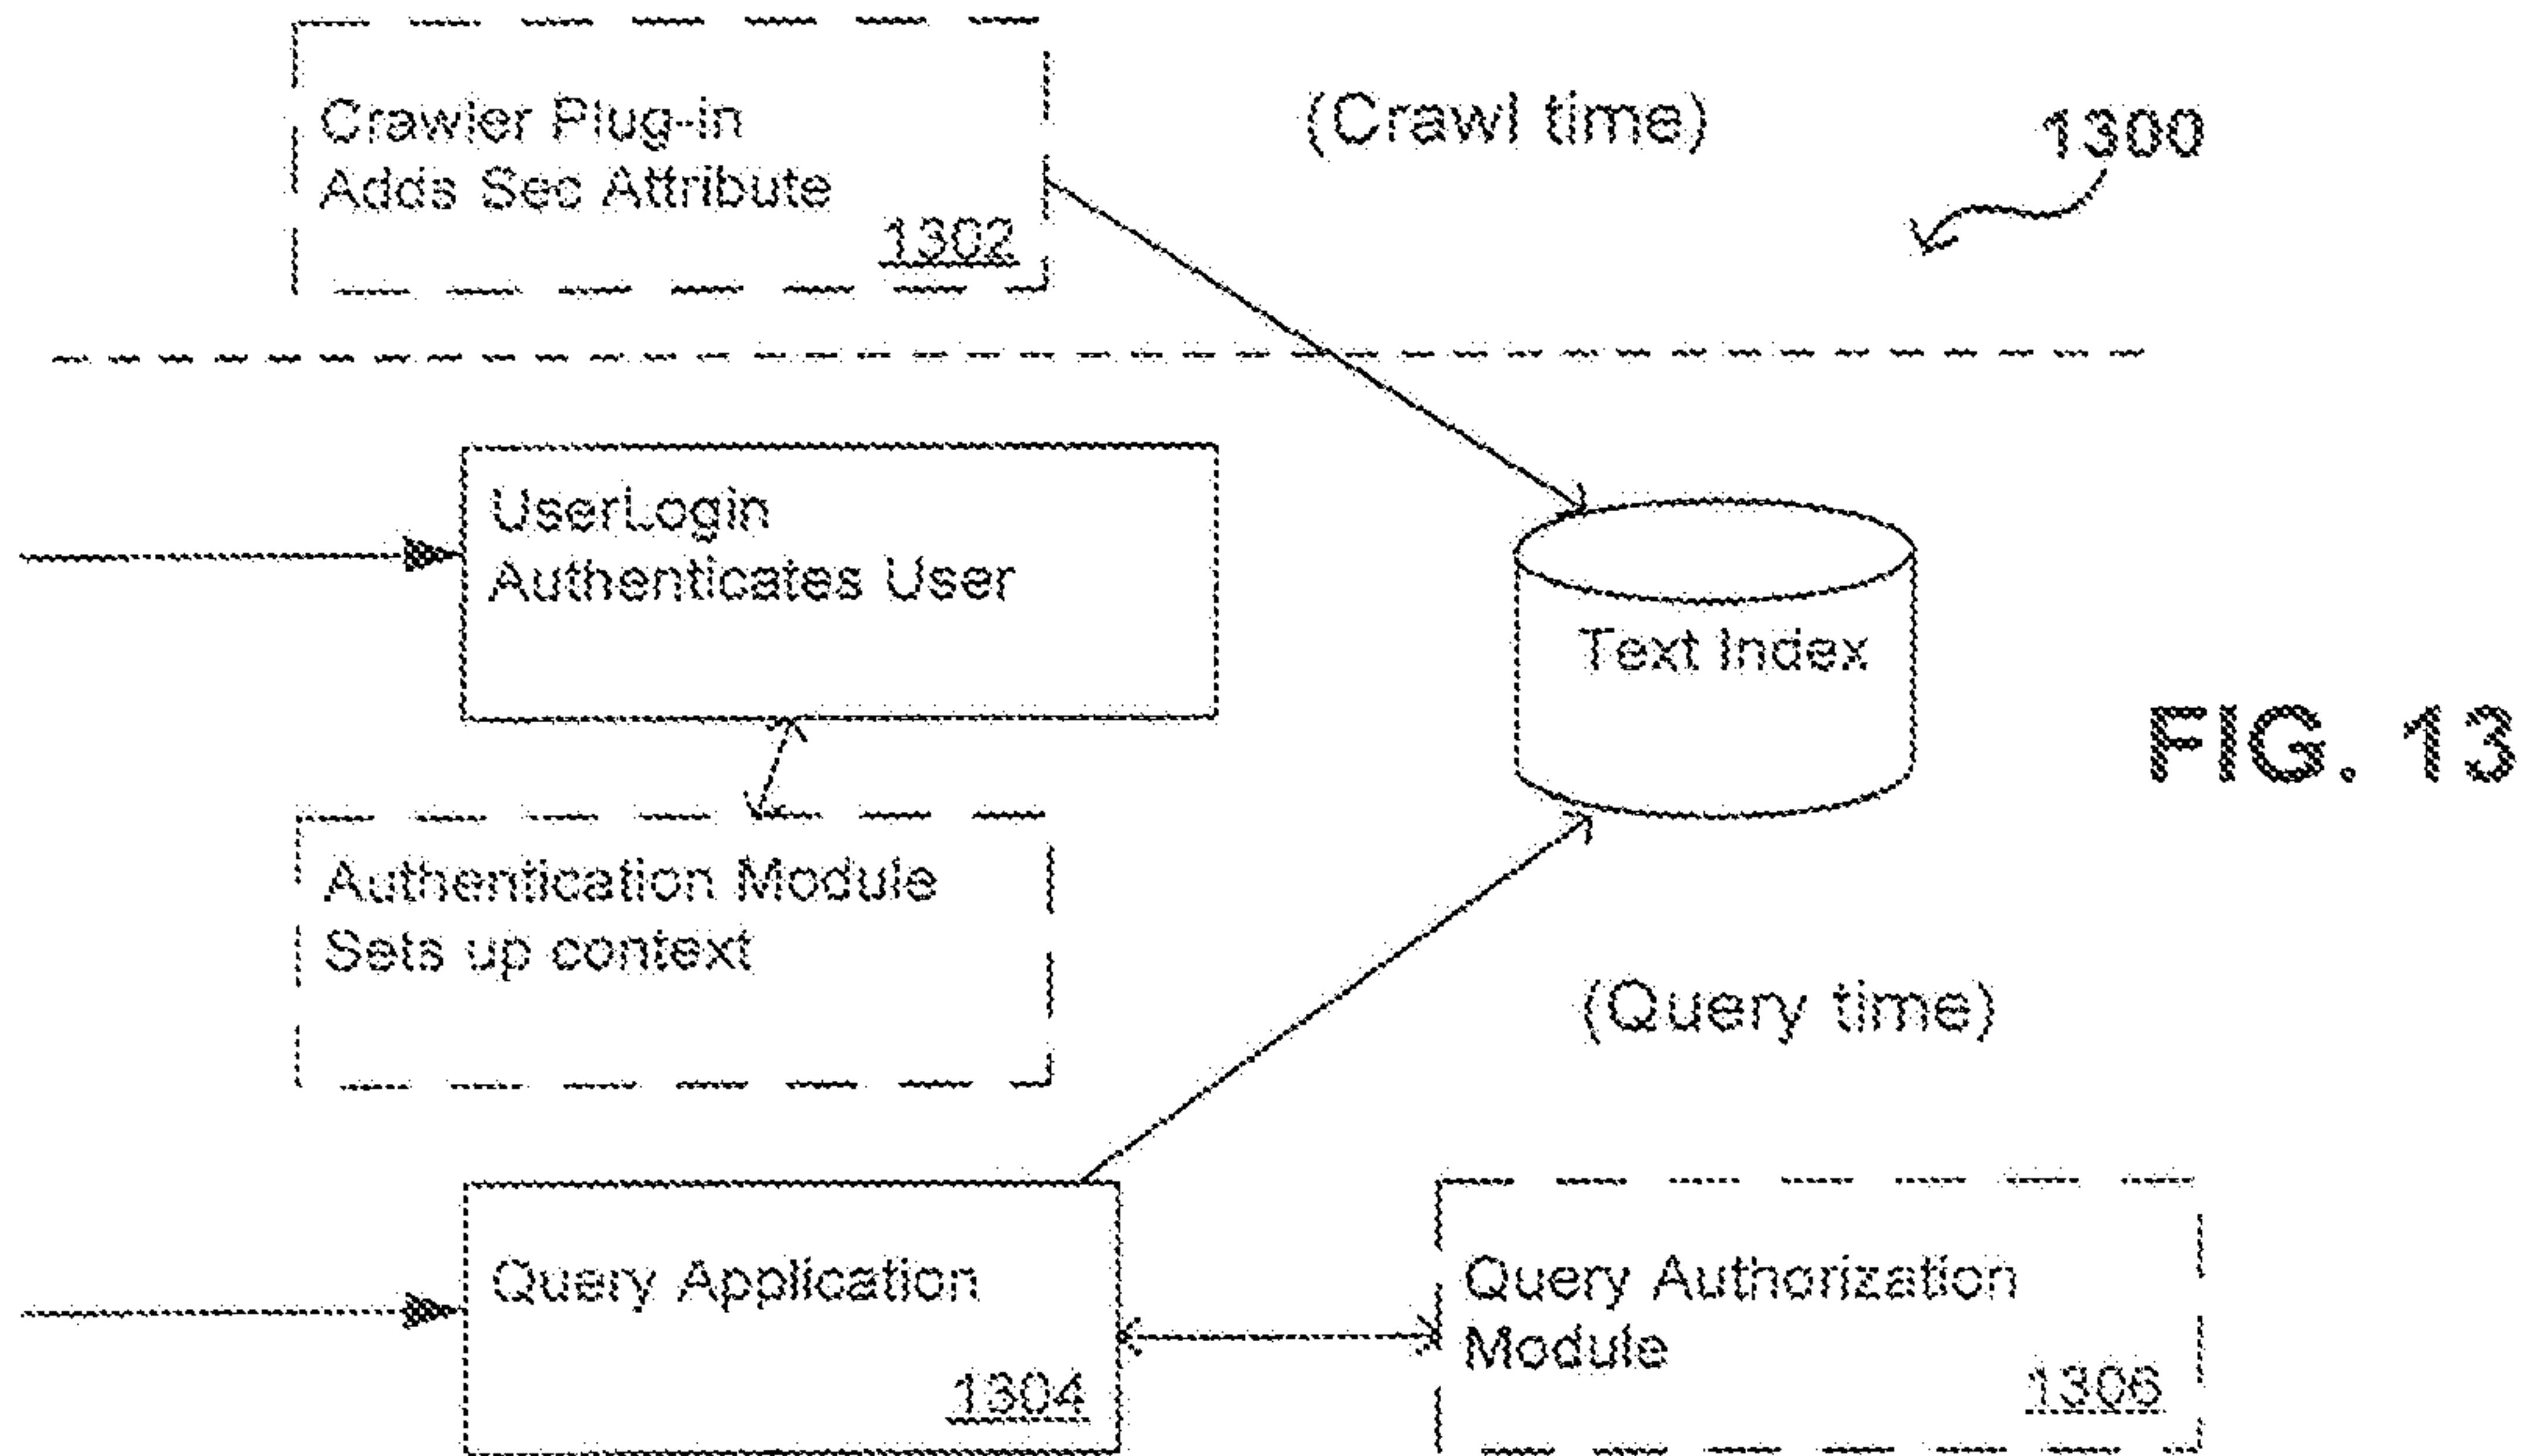 Crawler Plug-in
Adds Sec Attribute
1302
(Crawl time)
1300
UserLogin
Authenticates User
Text Index
FIG. 13
Authentication Module
Sets up context
(Query time)
Query Application
1304
Query Authorization
Module
1306